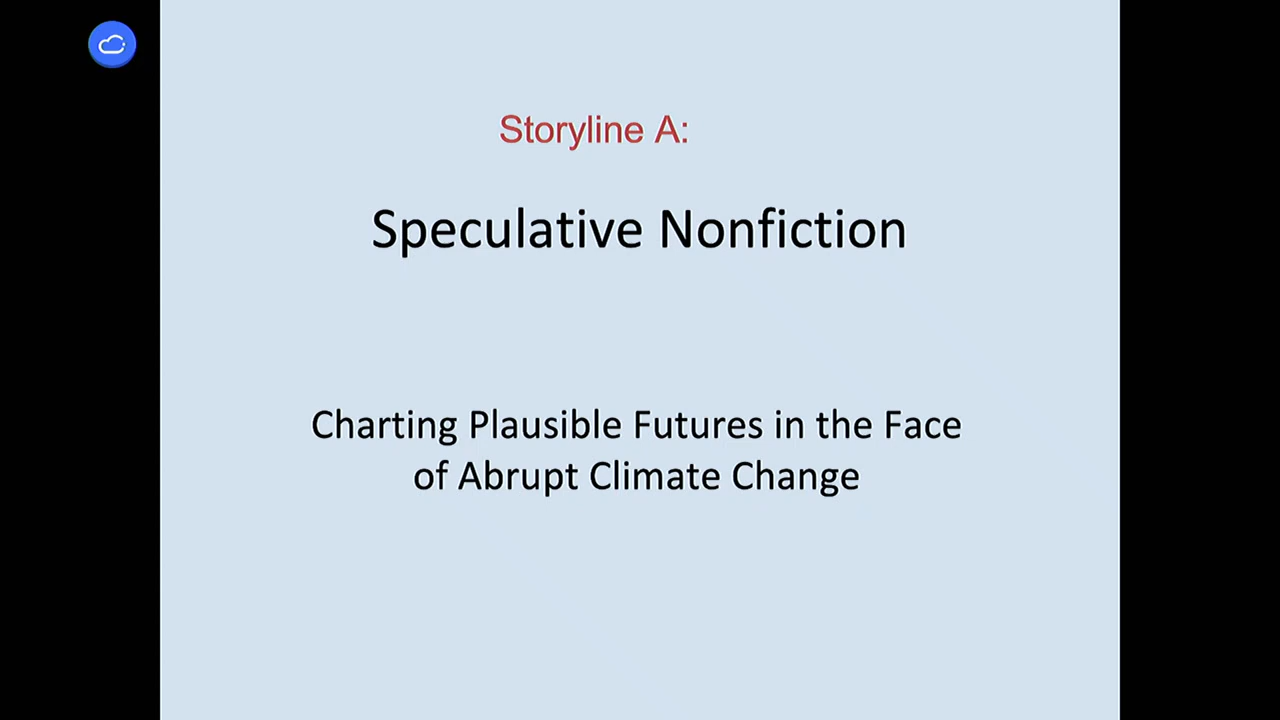 Storyline A:
Speculative Nonfiction
Charting Plausible Futures in the Face
of Abrupt Climate Change